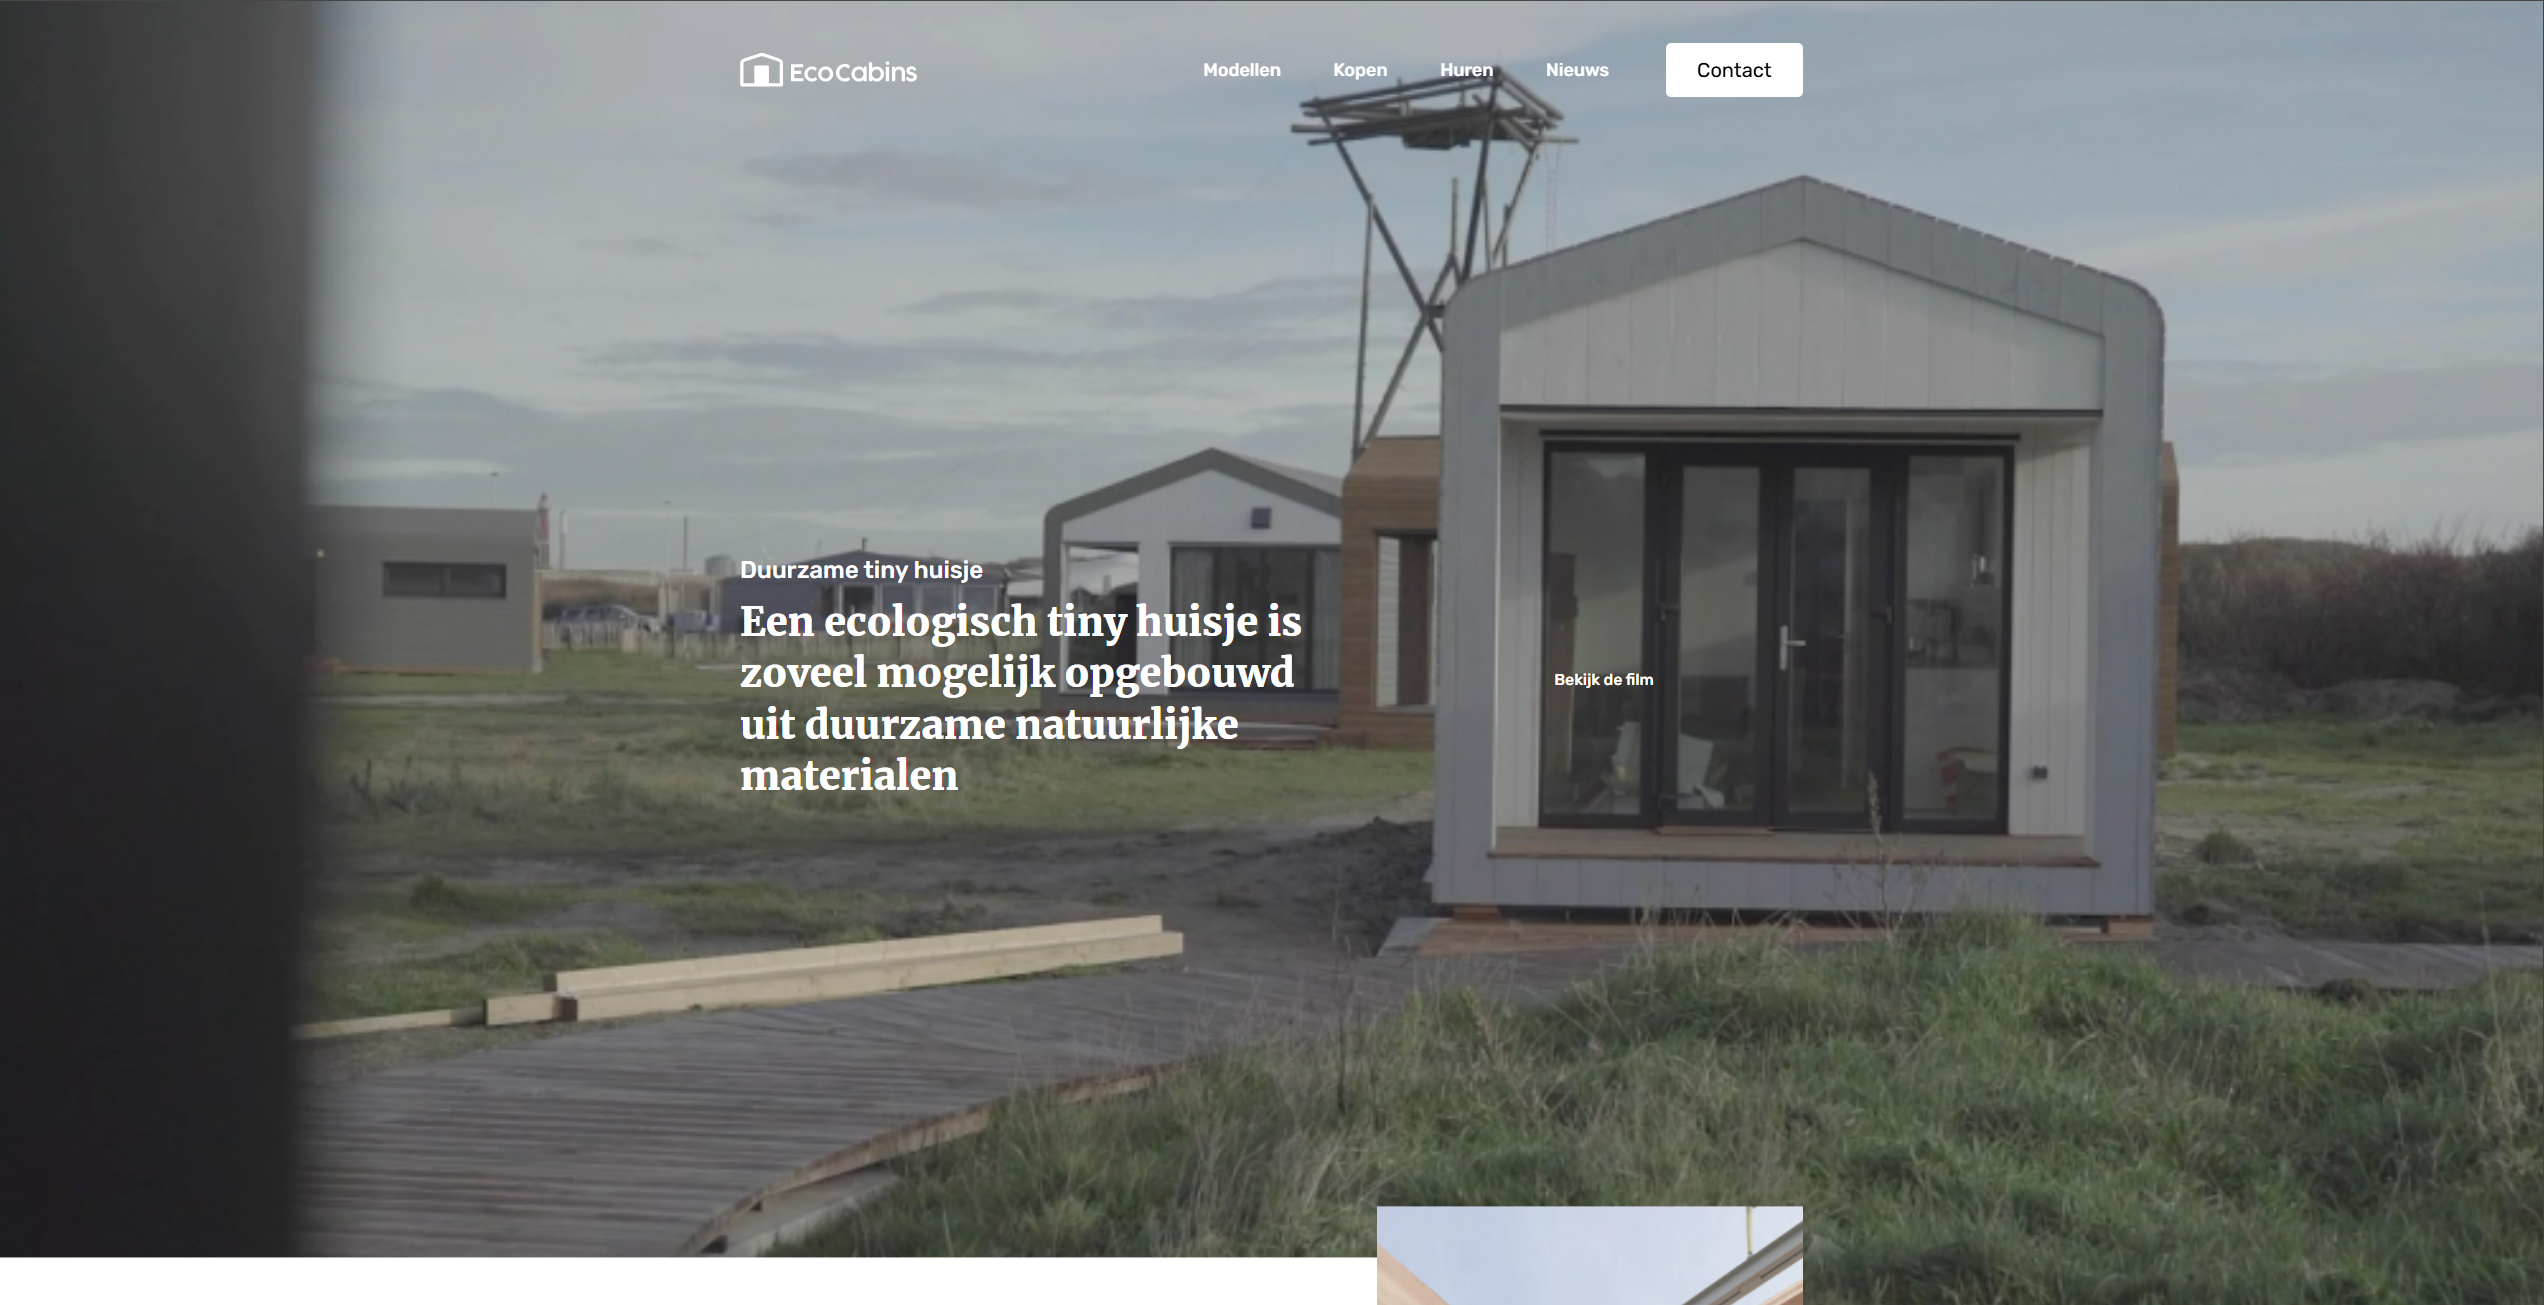 EcoCabins
Modellen
Kopen
Huren
Nieuws
Contact
Duurzame tiny huisje
Een ecologisch tiny huisje is
zoveel mogelijk opgebouwd
uit duurzame natuurlijke
materialen
Bekijk de film